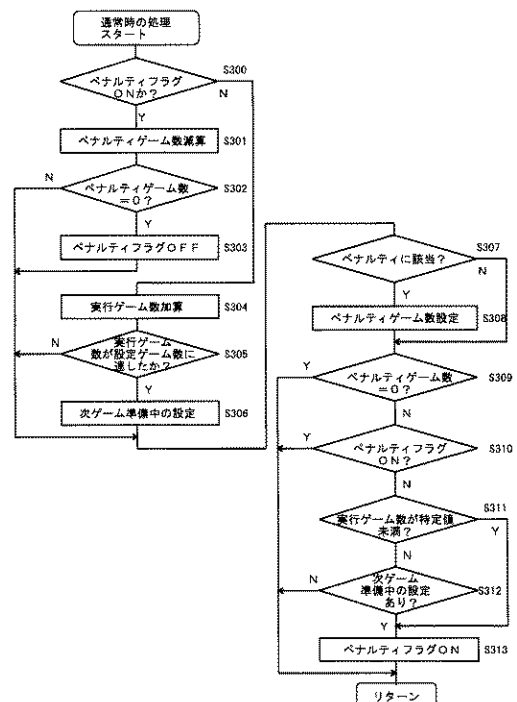 通常時の処理
スタート
S300
ペナルティフラグ
ONか?
N
Y
ペナルティゲーム数減算
S301
N
S302
ペナルティゲーム数
=0?
Y
ペナルティフラグOFF
S303
実行ゲーム数加算
S304
N
実行ゲーム
数が設定ゲーム数に
達したか?
S305
Y
次ゲーム準備中の設定
S306
S307
ペナルティに該当?
N
Y
ペナルティゲーム数設定
S308
Y
ペナルティゲーム数
=0?
S309
N
Y
ペナルティフラグ
ON?
S310
N
S311
実行ゲーム数が特定値
未満?
Y
N
N
次ゲーム
準備中の設定
あり?
S312
Y
ペナルティフラグON
S313
リターン